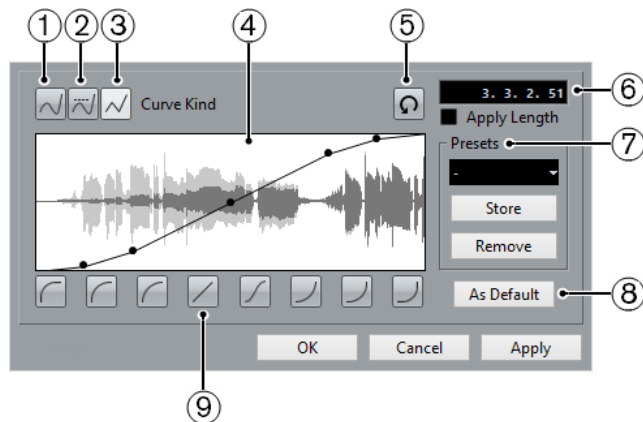 ① ② ③ ④ ⑤
3. 3. 2. 51 ⑥
Curve Kind
Apply Length
Presets ⑦
-
Store
Remove
As Default ⑧
OK Cancel Apply
⑨